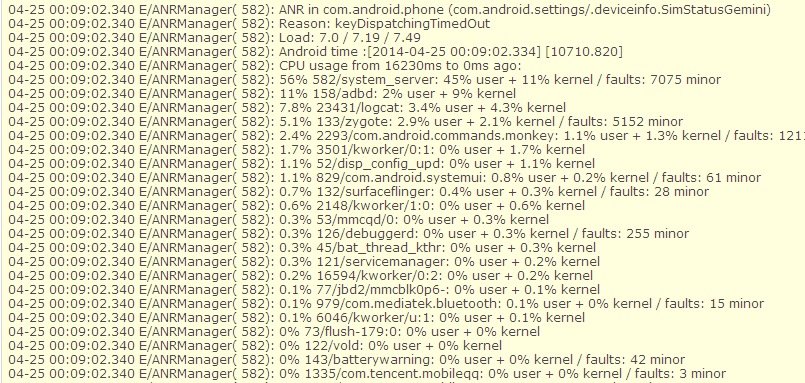 04-25 00:09:02.340 E/ANRManager( 582): ANR in com.android.phone (com.android.settings/.deviceinfo.SimStatusGemini)
04-25 00:09:02.340 E/ANRManager( 582): Reason: keyDispatchingTimedOut
04-25 00:09:02.340 E/ANRManager( 582): Load: 7.0 / 7.19 / 7.49
04-25 00:09:02.340 E/ANRManager( 582): Android time :[2014-04-25 00:09:02.334] [10710.820]
04-25 00:09:02.340 E/ANRManager( 582): CPU usage from 16230ms to 0ms ago:
04-25 00:09:02.340 E/ANRManager( 582): 56% 582/system_server: 45% user + 11% kernel / faults: 7075 minor
04-25 00:09:02.340 E/ANRManager( 582): 11% 158/adbd: 2% user + 9% kernel
04-25 00:09:02.340 E/ANRManager( 582): 7.8% 23431/logcat: 3.4% user + 4.3% kernel
04-25 00:09:02.340 E/ANRManager( 582): 5.1% 133/zygote: 2.9% user + 2.1% kernel / faults: 5152 minor
04-25 00:09:02.340 E/ANRManager( 582): 2.4% 2293/com.android.commands.monkey: 1.1% user + 1.3% kernel / faults: 1211
04-25 00:09:02.340 E/ANRManager( 582): 1.7% 3501/kworker/0:1: 0% user + 1.7% kernel
04-25 00:09:02.340 E/ANRManager( 582): 1.1% 52/disp_config_upd: 0% user + 1.1% kernel
04-25 00:09:02.340 E/ANRManager( 582): 1.1% 829/com.android.systemui: 0.8% user + 0.2% kernel / faults: 61 minor
04-25 00:09:02.340 E/ANRManager( 582): 0.7% 132/surfaceflinger: 0.4% user + 0.3% kernel / faults: 28 minor
04-25 00:09:02.340 E/ANRManager( 582): 0.6% 2148/kworker/1:0: 0% user + 0.6% kernel
04-25 00:09:02.340 E/ANRManager( 582): 0.3% 53/mmcqd/0: 0% user + 0.3% kernel
04-25 00:09:02.340 E/ANRManager( 582): 0.3% 126/debuggerd: 0% user + 0.3% kernel / faults: 255 minor
04-25 00:09:02.340 E/ANRManager( 582): 0.3% 45/bat_thread_kthr: 0% user + 0.3% kernel
04-25 00:09:02.340 E/ANRManager( 582): 0.3% 121/servicemanager: 0% user + 0.2% kernel
04-25 00:09:02.340 E/ANRManager( 582): 0.2% 16594/kworker/0:2: 0% user + 0.2% kernel
04-25 00:09:02.340 E/ANRManager( 582): 0.1% 77/jbd2/mmcblk0p6-: 0% user + 0.1% kernel
04-25 00:09:02.340 E/ANRManager( 582): 0.1% 979/com.mediatek.bluetooth: 0.1% user + 0% kernel / faults: 15 minor
04-25 00:09:02.340 E/ANRManager( 582): 0.1% 6046/kworker/u:1: 0% user + 0.1% kernel
04-25 00:09:02.340 E/ANRManager( 582): 0% 73/flush-179:0: 0% user + 0% kernel
04-25 00:09:02.340 E/ANRManager( 582): 0% 122/vold: 0% user + 0% kernel
04-25 00:09:02.340 E/ANRManager( 582): 0% 143/batterywarning: 0% user + 0% kernel / faults: 42 minor
04-25 00:09:02.340 E/ANRManager( 582): 0% 1335/com.tencent.mobileqq: 0% user + 0% kernel / faults: 3 minor